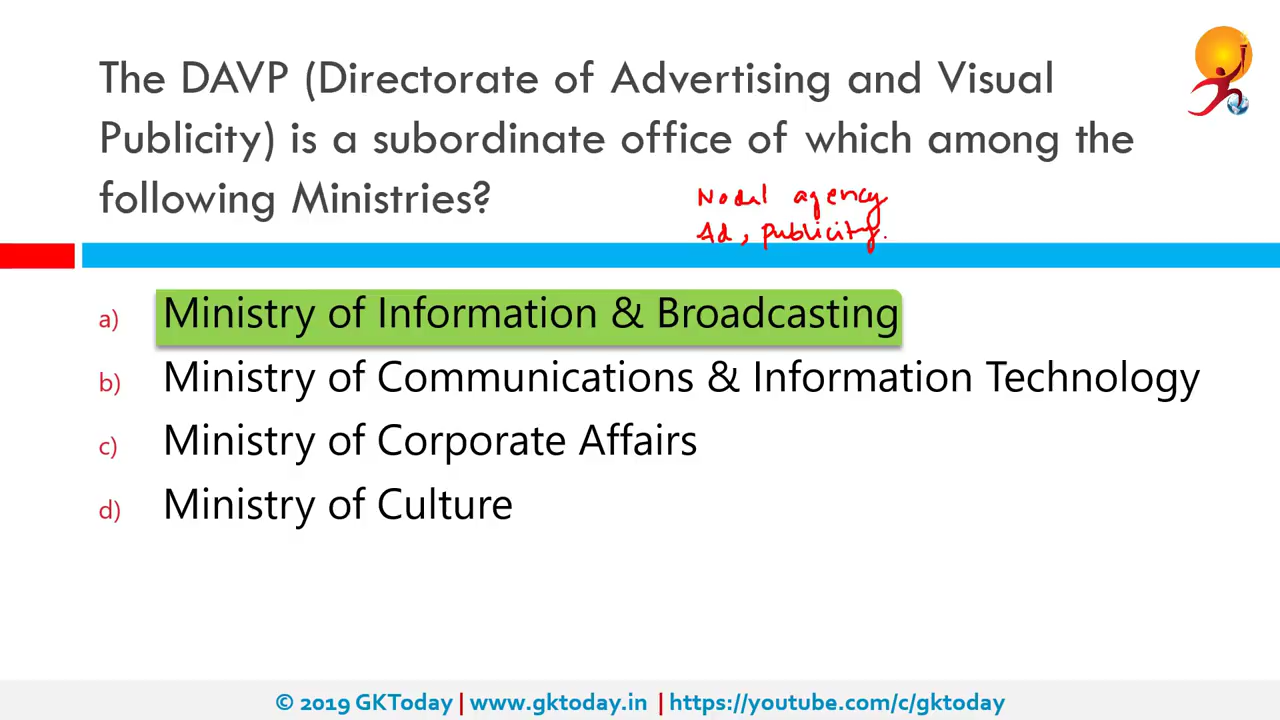 The DAVP (Directorate of Advertising and Visual
Publicity) is a subordinate office of which among the
following Ministries?
Nodal agency
Ad, publicity.
a) Ministry of Information & Broadcasting
b) Ministry of Communications & Information Technology
c) Ministry of Corporate Affairs
d) Ministry of Culture
© 2019 GKToday | www.gktoday.in | https://youtube.com/c/gktoday